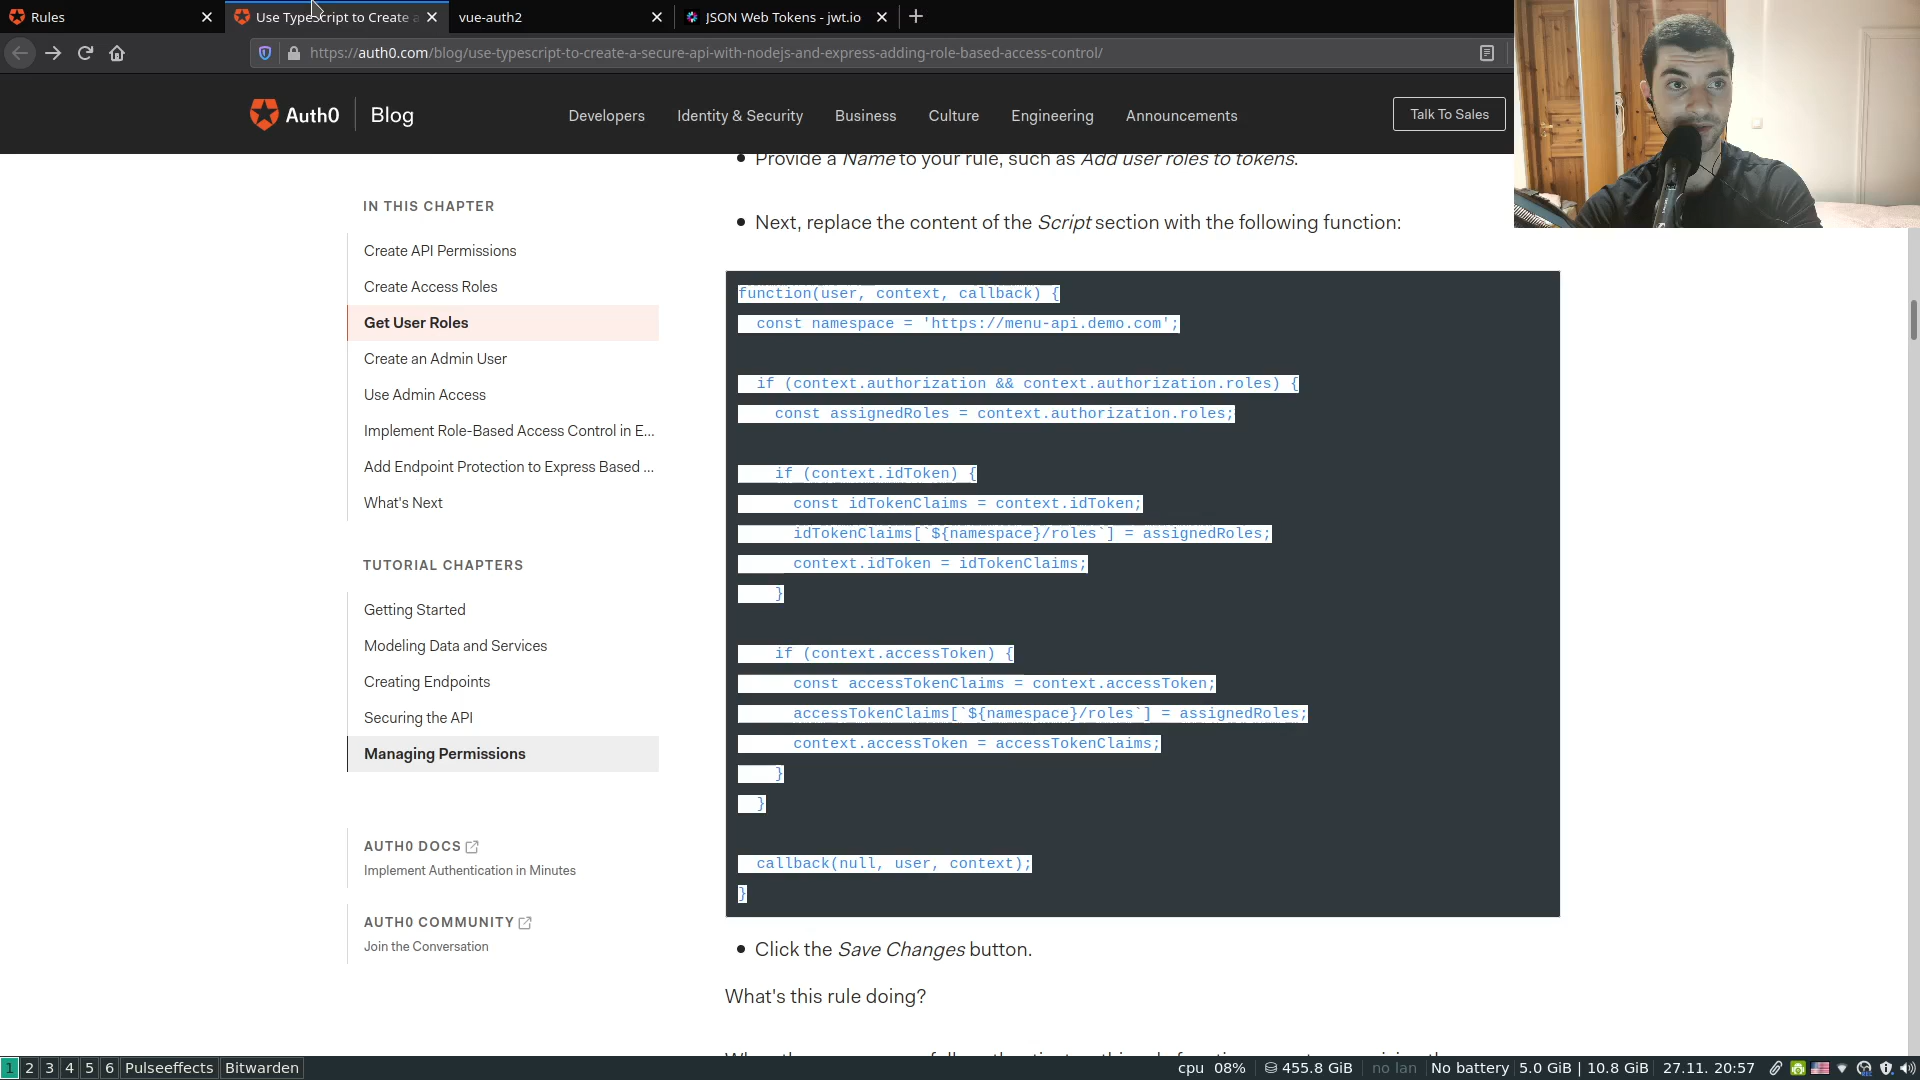 Rules
Use TypeScript to Create a
vue-auth2
JSON Web Tokens - jwt.io
https://auth0.com/blog/use-typescript-to-create-a-secure-api-with-nodejs-and-express-adding-role-based-access-control/
Auth0
Blog
Developers
Identity & Security
Business
Culture
Engineering
Announcements
Talk To Sales
IN THIS CHAPTER
Create API Permissions
Create Access Roles
Get User Roles
Create an Admin User
Use Admin Access
Implement Role-Based Access Control in E...
Add Endpoint Protection to Express Based ...
What's Next
TUTORIAL CHAPTERS
Getting Started
Modeling Data and Services
Creating Endpoints
Securing the API
Managing Permissions
AUTH0 DOCS
Implement Authentication in Minutes
AUTH0 COMMUNITY
Join the Conversation
• Provide a Name to your rule, such as Add user roles to tokens.
• Next, replace the content of the Script section with the following function:
function(user, context, callback) {
  const namespace = 'https://menu-api.demo.com';
  if (context.authorization && context.authorization.roles) {
    const assignedRoles = context.authorization.roles;
    if (context.idToken) {
      const idTokenClaims = context.idToken;
      idTokenClaims[`${namespace}/roles`] = assignedRoles;
      context.idToken = idTokenClaims;
    }
    if (context.accessToken) {
      const accessTokenClaims = context.accessToken;
      accessTokenClaims[`${namespace}/roles`] = assignedRoles;
      context.accessToken = accessTokenClaims;
    }
  }
  callback(null, user, context);
}
• Click the Save Changes button.
What's this rule doing?
1 2 3 4 5 6 Pulseeffects Bitwarden
cpu 08% 455.8 GiB no lan No battery 5.0 GiB | 10.8 GiB 27.11. 20:57